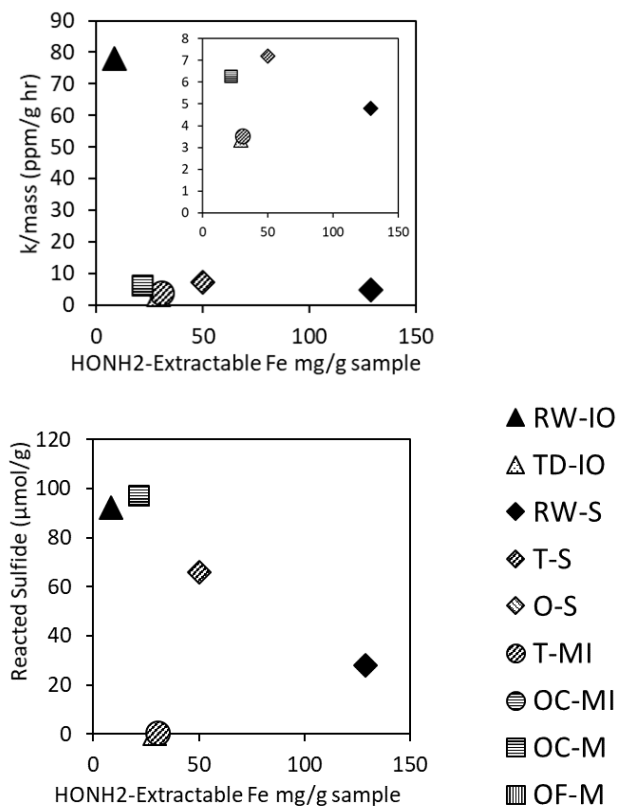 90
80
70
60
50
40
30
20
10
0
k/mass (ppm/g hr)
8
7
6
5
4
3
2
1
0
0 50 100 150
0 50 100 150
HONH2-Extractable Fe mg/g sample
120
100
80
60
40
20
0
Reacted Sulfide (μmol/g)
0 50 100 150
HONH2-Extractable Fe mg/g sample
RW-IO
TD-IO
RW-S
T-S
O-S
T-MI
OC-MI
OC-M
OF-M